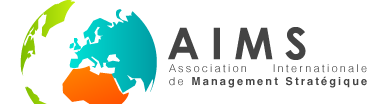 AIMS
Association Internationale
de Management Stratégique